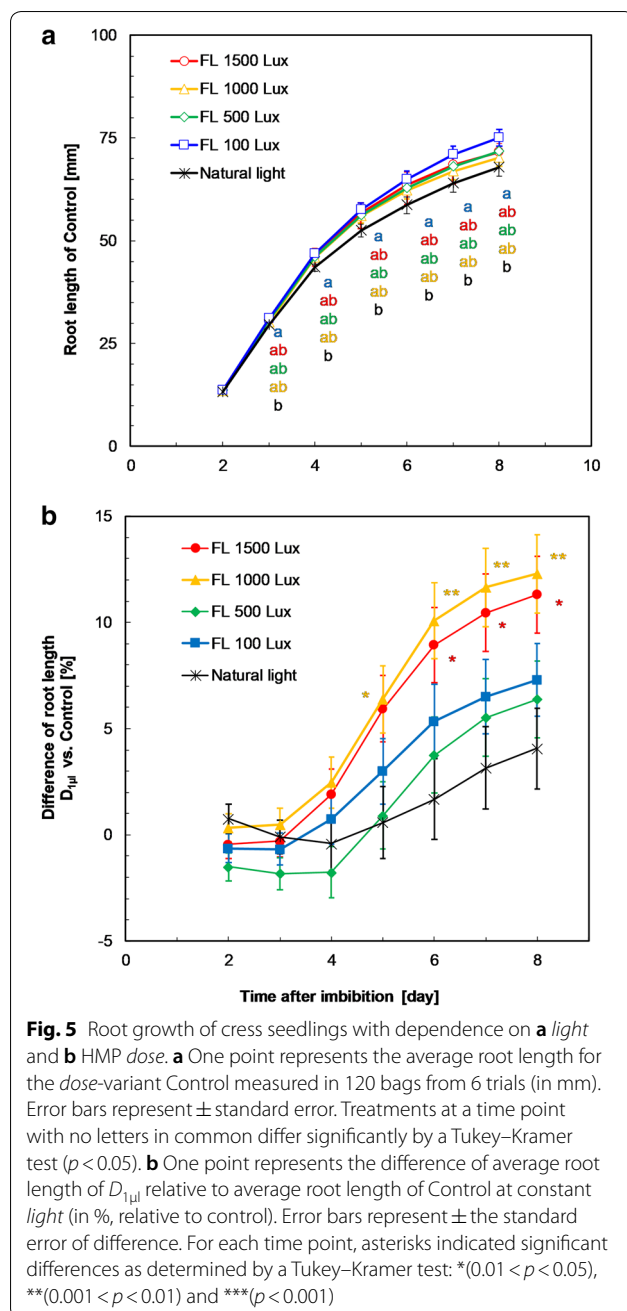 a
100
75
50
25
0
Root length of Control [mm]
FL 1500 Lux
FL 1000 Lux
FL 500 Lux
FL 100 Lux
Natural light
a
ab
ab
ab
b
a
ab
ab
ab
b
a
ab
ab
ab
b
a
ab
ab
ab
b
a
ab
ab
ab
b
a
ab
ab
ab
b
0 2 4 6 8 10
b
15
10
5
0
-5
Difference of root length
D1µl vs. Control [%]
FL 1500 Lux
FL 1000 Lux
FL 500 Lux
FL 100 Lux
Natural light
*
**
*
**
*
**
*
0 2 4 6 8
Time after imbibition [day]
Fig. 5 Root growth of cress seedlings with dependence on a light
and b HMP dose. a One point represents the average root length for
the dose-variant Control measured in 120 bags from 6 trials (in mm).
Error bars represent ± standard error. Treatments at a time point
with no letters in common differ significantly by a Tukey–Kramer
test (p < 0.05). b One point represents the difference of average root
length of D1µl relative to average root length of Control at constant
light (in %, relative to control). Error bars represent ± the standard
error of difference. For each time point, asterisks indicated significant
differences as determined by a Tukey–Kramer test: *(0.01 < p < 0.05),
**(0.001 < p < 0.01) and ***(p < 0.001)